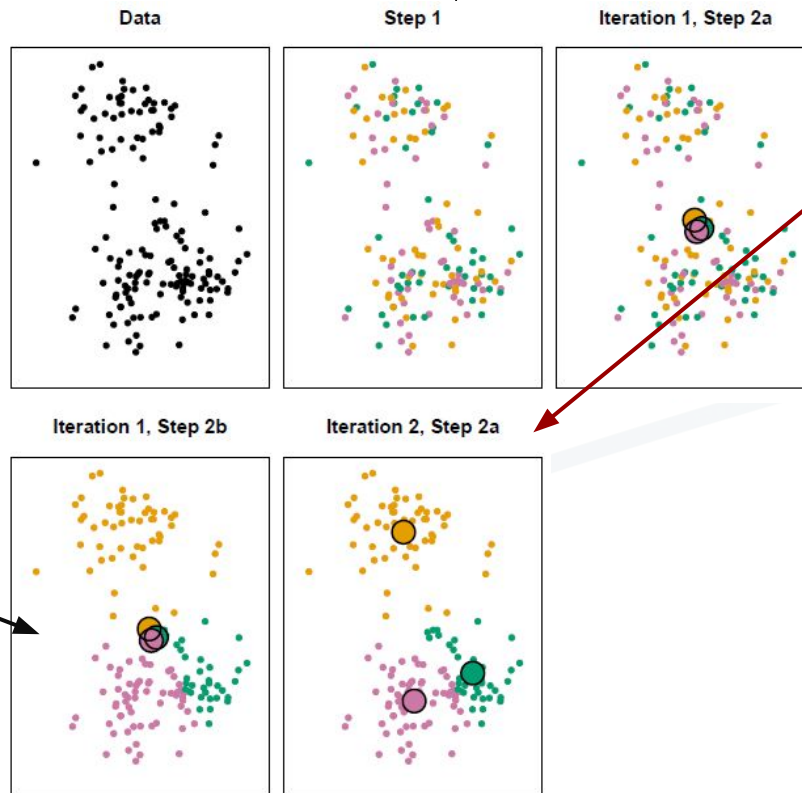 Data
Step 1
Iteration 1, Step 2a
Iteration 1, Step 2b
Iteration 2, Step 2a